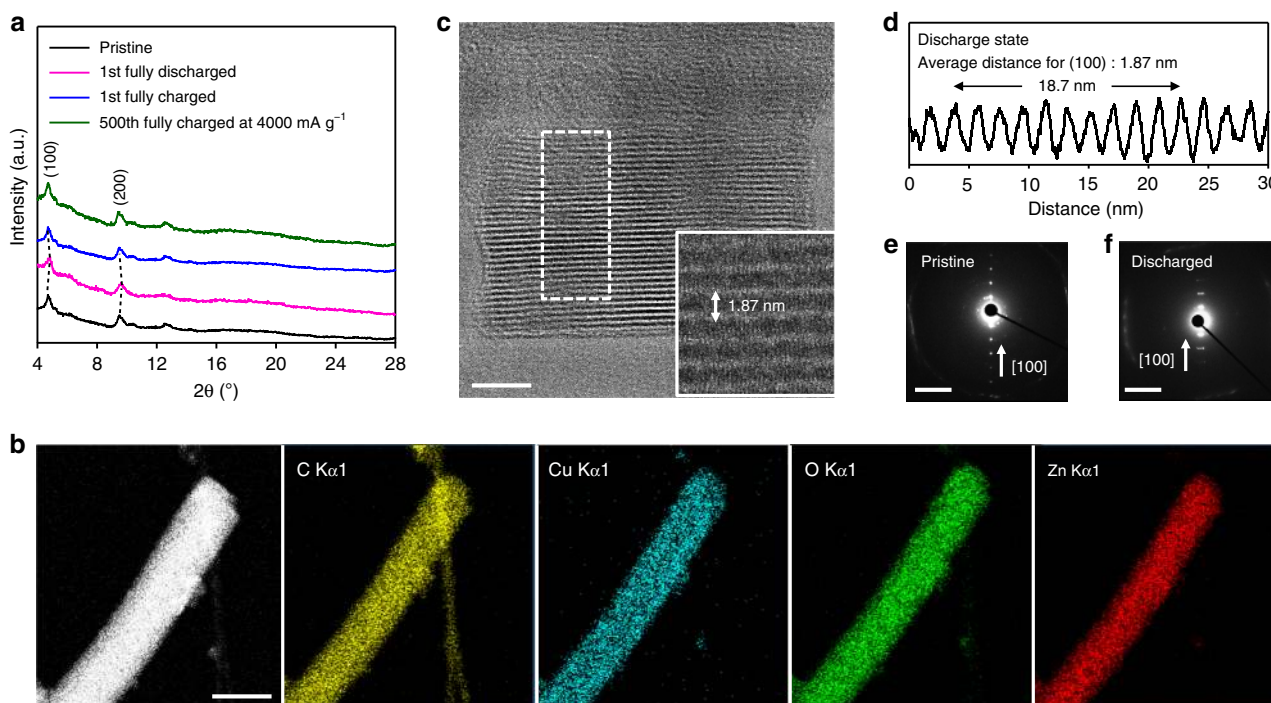 a
Pristine
1st fully discharged
1st fully charged
500th fully charged at 4000 mA g⁻¹
(100)
(200)
Intensity (a.u.)
4 8 12 16 20 24 28
2θ (°)
c
1.87 nm
d
Discharge state
Average distance for (100) : 1.87 nm
18.7 nm
0 5 10 15 20 25 30
Distance (nm)
e
Pristine
[100]
f
Discharged
[100]
b
C Kα1
Cu Kα1
O Kα1
Zn Kα1